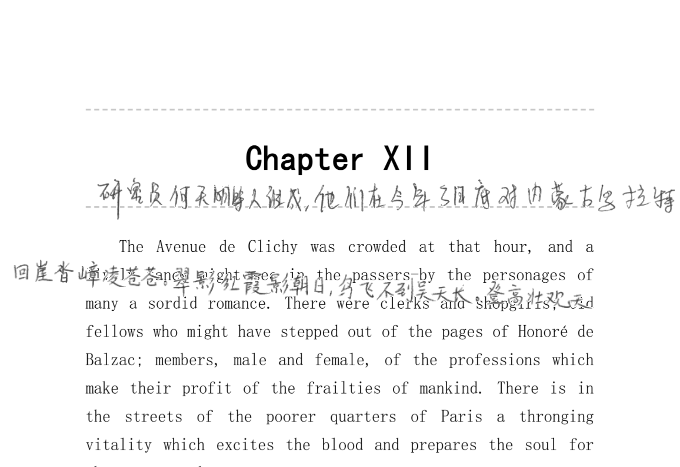 Chapter XII
研究员何天刚等人组成,他们在今年3月底对内蒙古乌拉特
The Avenue de Clichy was crowded at that hour, and a
回崖沓嶂凌苍苍。翠影红霞影朝日,鸟飞不到吴天长。登高壮观天
might see in the passers-by the personages of
many a sordid romance. There were clerks and shopgirls; old
fellows who might have stepped out of the pages of Honoré de
Balzac; members, male and female, of the professions which
make their profit of the frailties of mankind. There is in
the streets of the poorer quarters of Paris a thronging
vitality which excites the blood and prepares the soul for